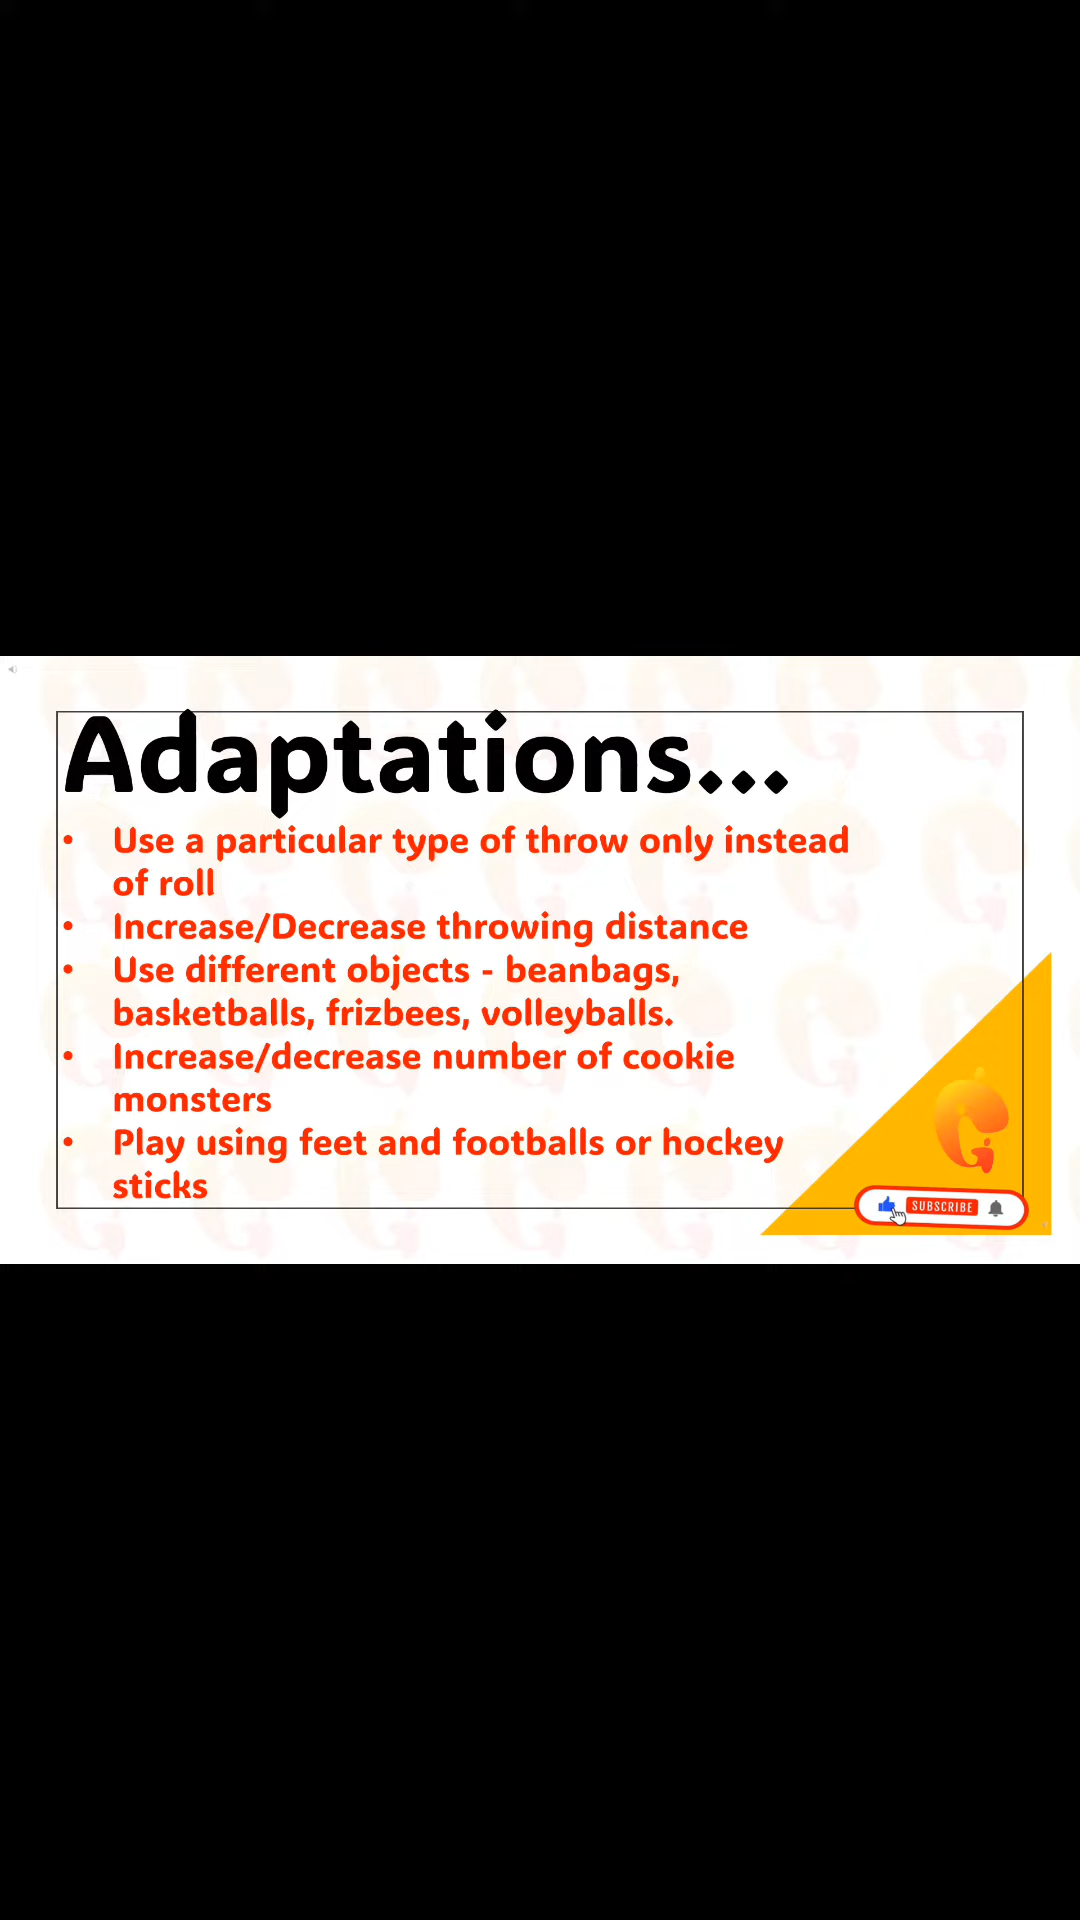 Adaptations...
• Use a particular type of throw only instead
of roll
• Increase/Decrease throwing distance
• Use different objects - beanbags,
basketballs, frizbees, volleyballs.
• Increase/decrease number of cookie
monsters
• Play using feet and footballs or hockey
sticks
SUBSCRIBE